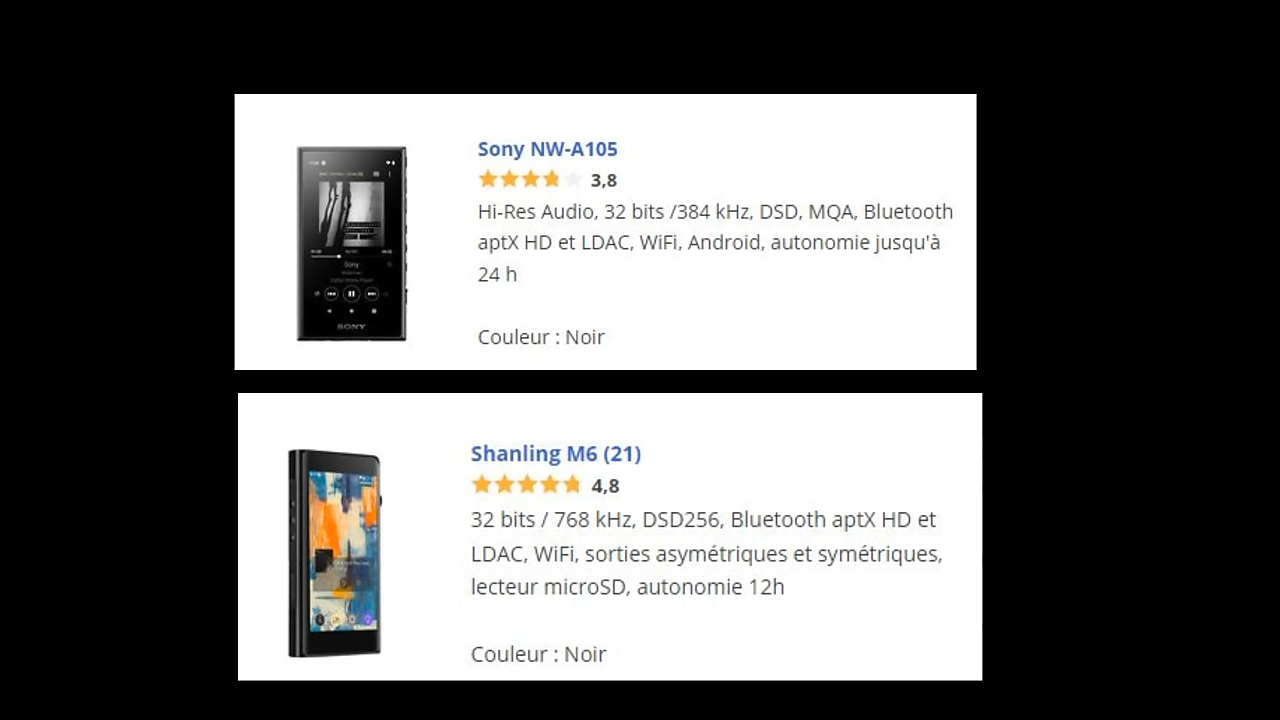 Sony NW-A105
3,8
Hi-Res Audio, 32 bits /384 kHz, DSD, MQA, Bluetooth
aptX HD et LDAC, WiFi, Android, autonomie jusqu'à
24 h
Couleur : Noir
Sony
SONY
Shanling M6 (21)
4,8
32 bits / 768 kHz, DSD256, Bluetooth aptX HD et
LDAC, WiFi, sorties asymétriques et symétriques,
lecteur microSD, autonomie 12h
Couleur : Noir